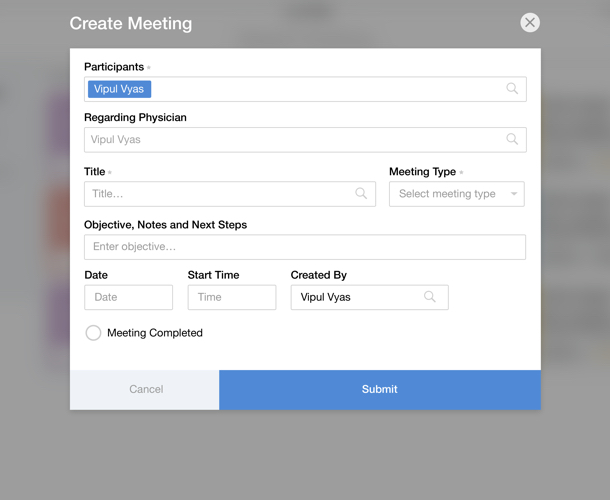 Create Meeting
Participants
Vipul Vyas
Regarding Physician
Vipul Vyas
Title
Meeting Type
Title...
Select meeting type
Objective, Notes and Next Steps
Enter objective...
Date
Start Time
Created By
Date
Time
Vipul Vyas
Meeting Completed
Cancel
Submit